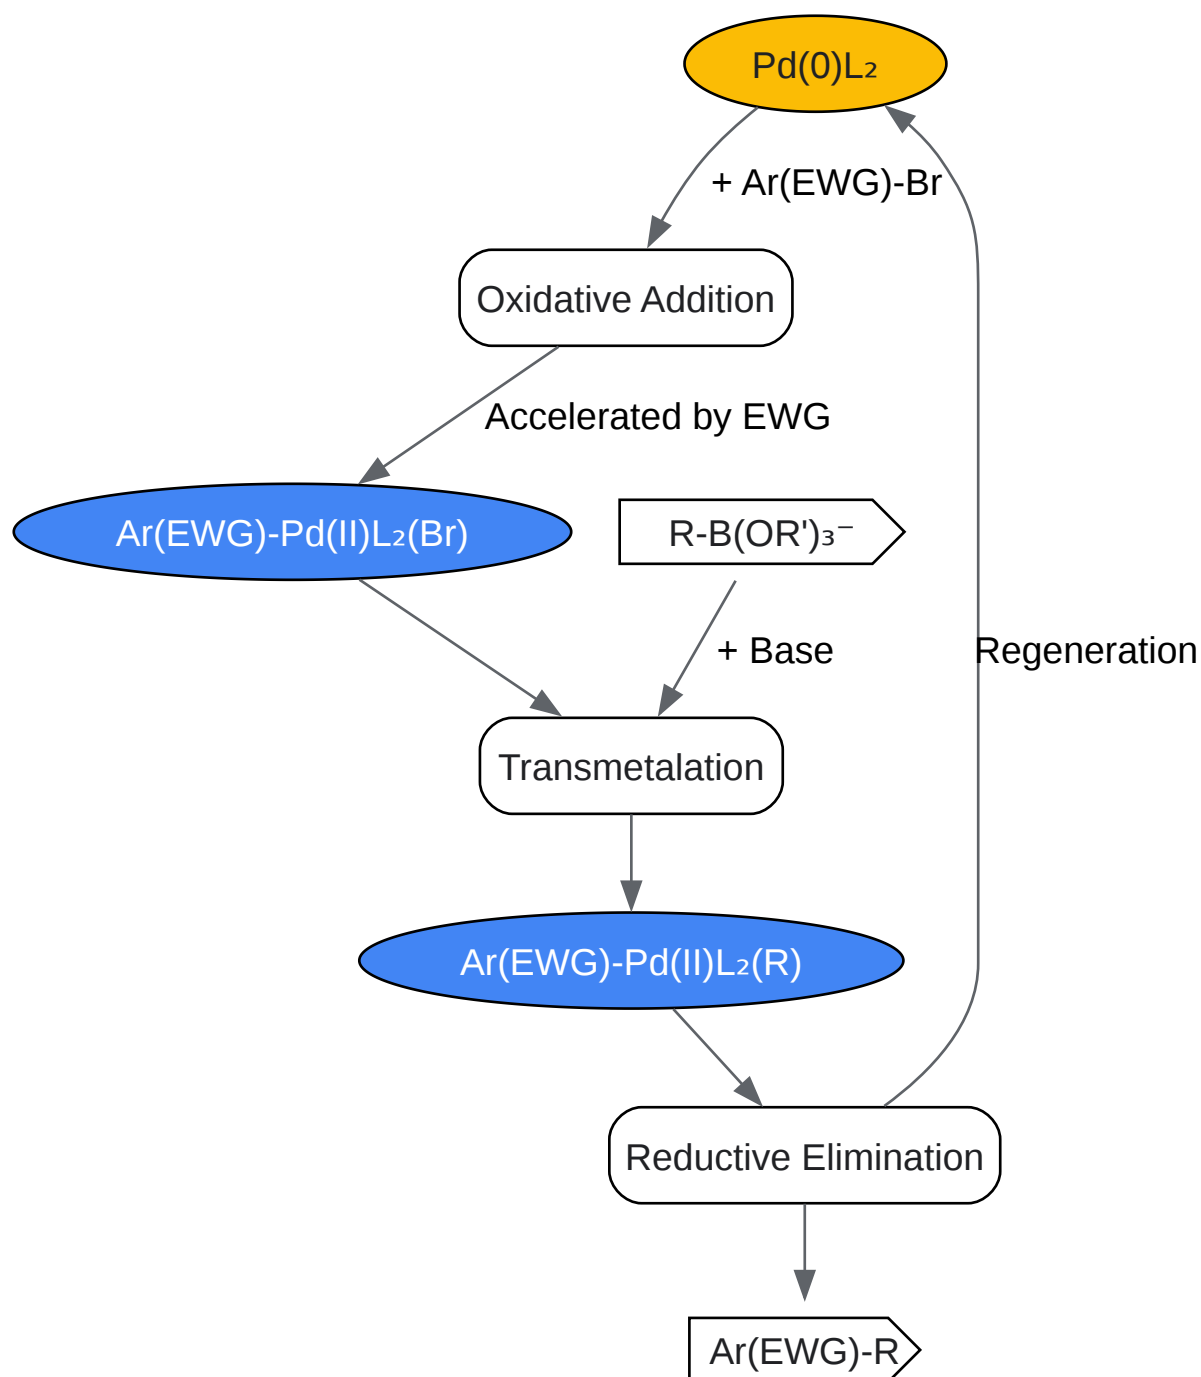 Pd(0)L₂
+ Ar(EWG)-Br
Oxidative Addition
Accelerated by EWG
Ar(EWG)-Pd(II)L₂(Br)
R-B(OR')₃⁻
+ Base
Regeneration
Transmetalation
Ar(EWG)-Pd(II)L₂(R)
Reductive Elimination
Ar(EWG)-R